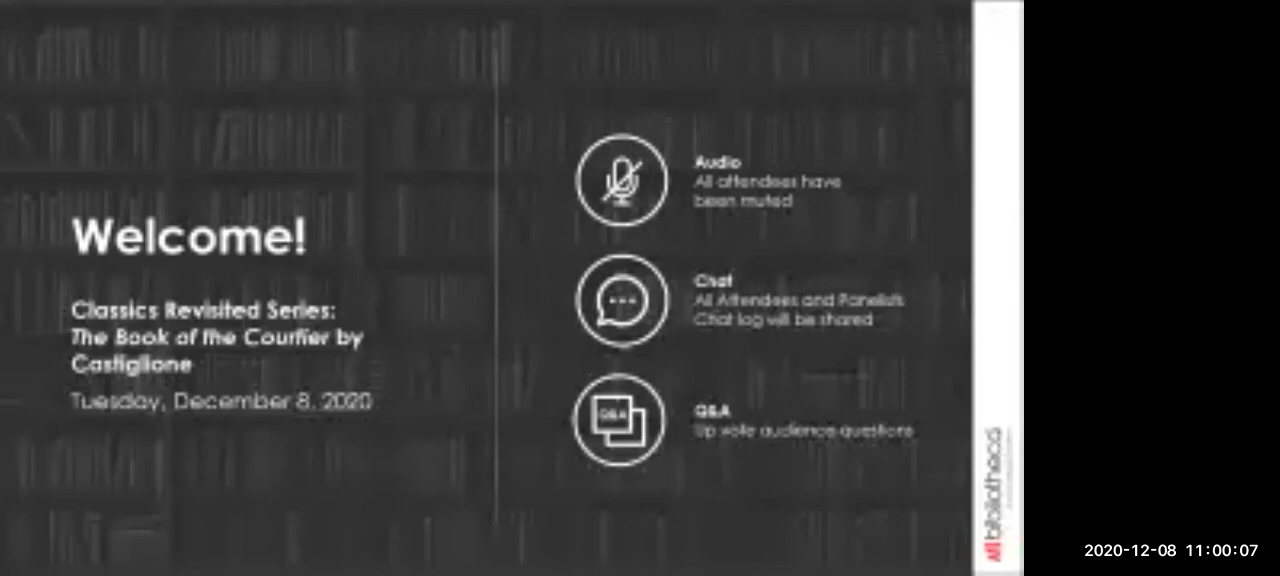 Welcome!
Classics Revisited Series:
The Book of the Courtier by
Castiglione
Tuesday, December 8, 2020
Audio
All attendees have
been muted
Chat
All Attendees and Panelists
Chat log will be shared
Q&A
Q&A
Up vote audience questions
bibliotheca
2020-12-08 11:00:07